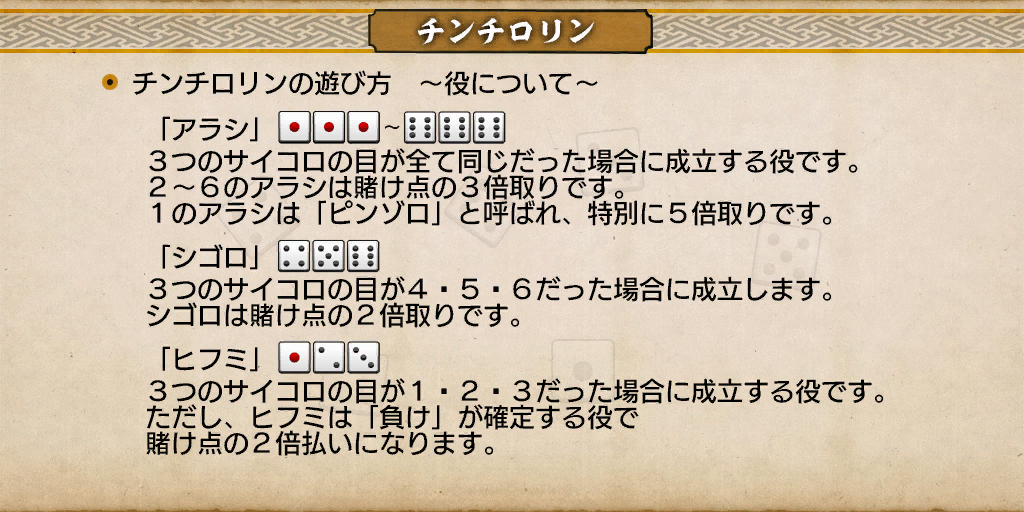 チンチロリン
チンチロリンの遊び方　～役について～
「アラシ」～
３つのサイコロの目が全て同じだった場合に成立する役です。
２～６のアラシは賭け点の３倍取りです。
１のアラシは「ピンゾロ」と呼ばれ、特別に５倍取りです。
「シゴロ」
３つのサイコロの目が４・５・６だった場合に成立します。
シゴロは賭け点の２倍取りです。
「ヒフミ」
３つのサイコロの目が１・２・３だった場合に成立する役です。
ただし、ヒフミは「負け」が確定する役で
賭け点の２倍払いになります。